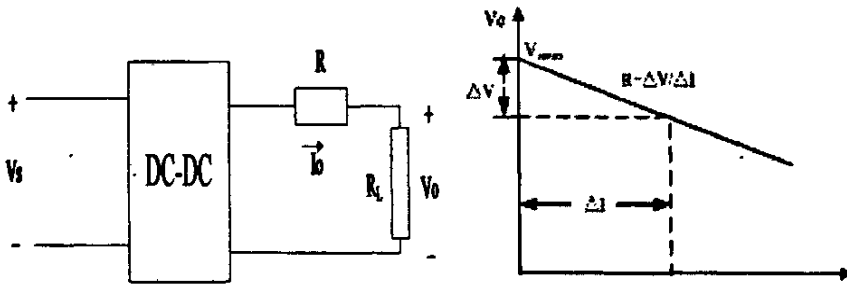 R
+
Vs
-
DC-DC
Io
RL
+
Vo
-
Vo
ΔV
R=ΔV/ΔI
ΔI